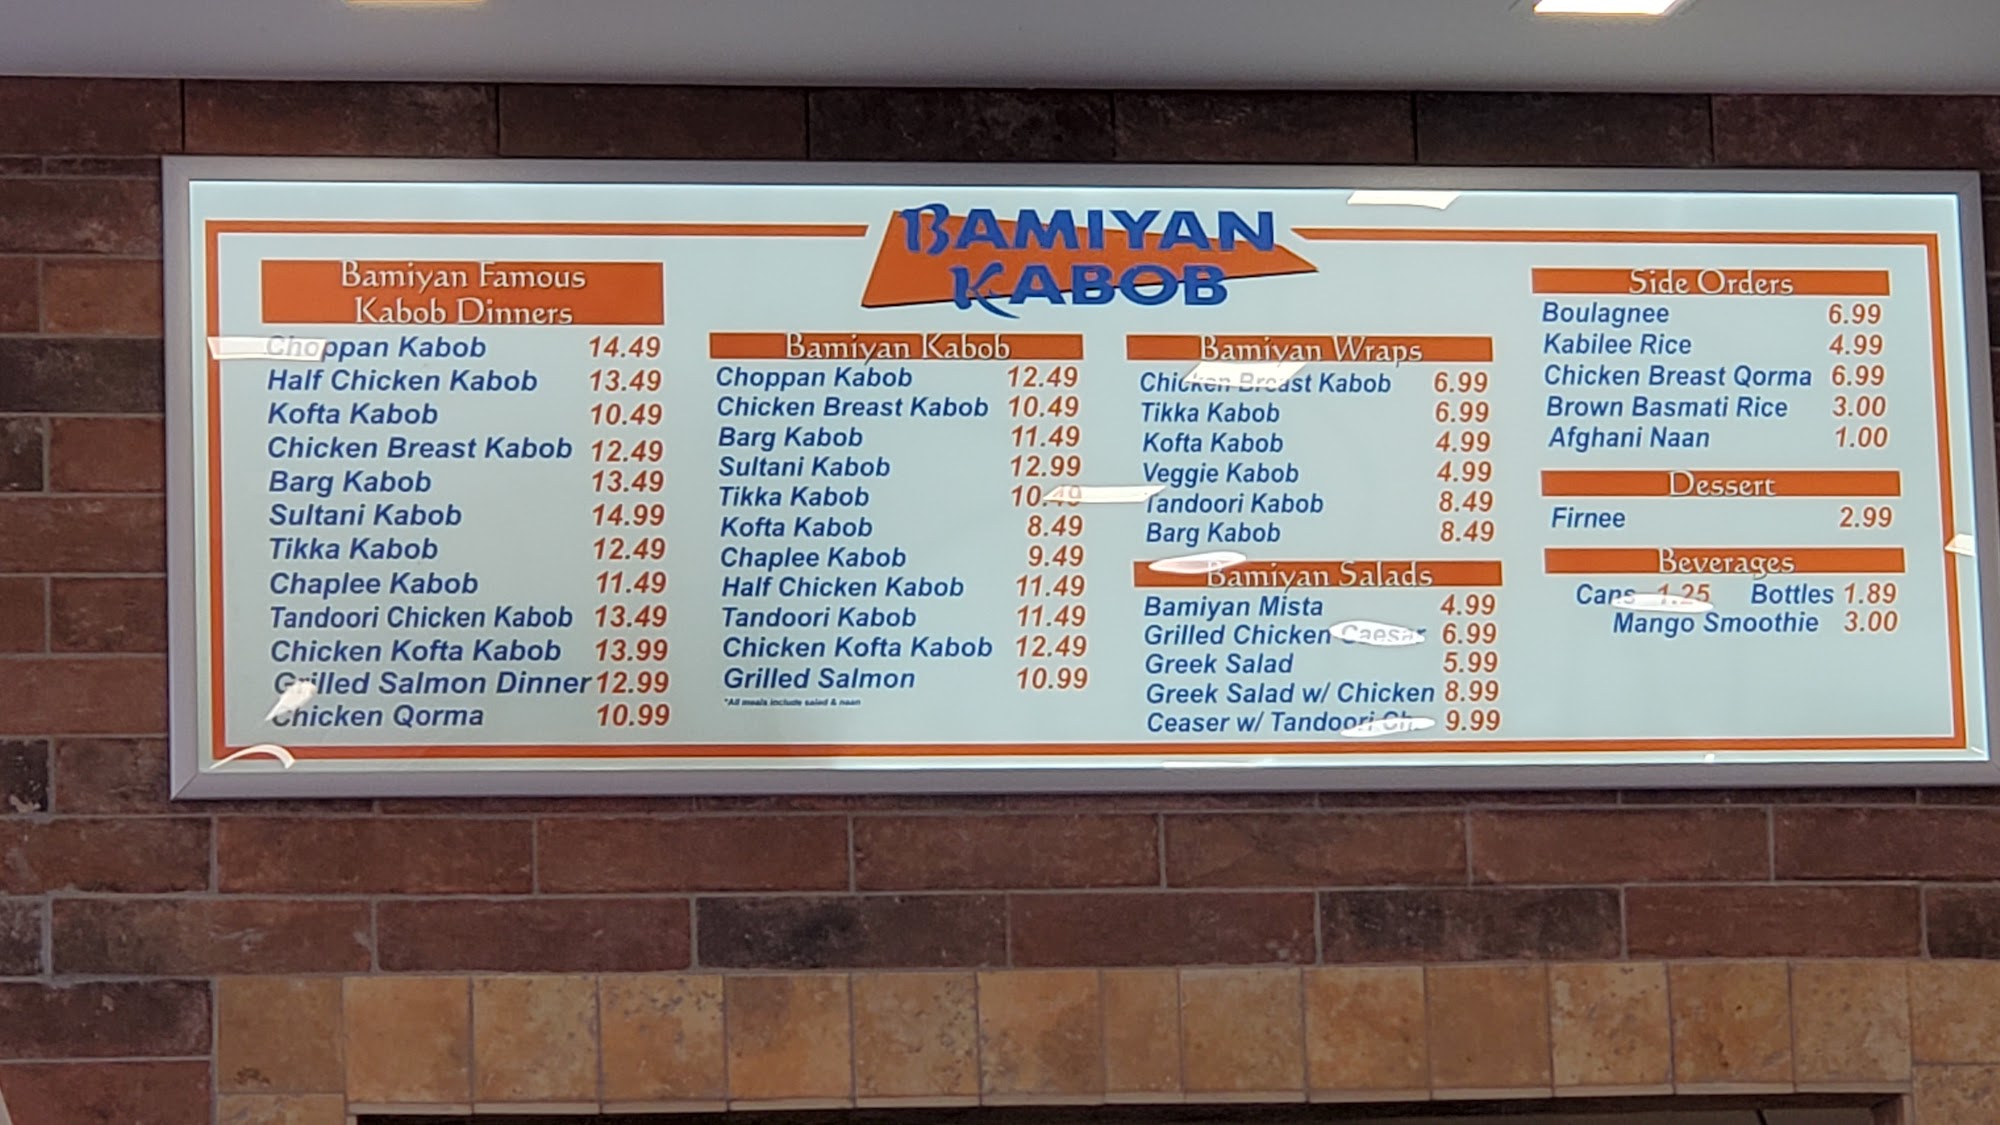 BAMIYAN
KABOB
Bamiyan Famous
Kabob Dinners
Choppan Kabob 14.49
Half Chicken Kabob 13.49
Kofta Kabob 10.49
Chicken Breast Kabob 12.49
Barg Kabob 13.49
Sultani Kabob 14.99
Tikka Kabob 12.49
Chaplee Kabob 11.49
Tandoori Chicken Kabob 13.49
Chicken Kofta Kabob 13.99
Grilled Salmon Dinner 12.99
Chicken Qorma 10.99
Bamiyan Kabob
Choppan Kabob 12.49
Chicken Breast Kabob 10.49
Barg Kabob 11.49
Sultani Kabob 12.99
Tikka Kabob 10.49
Kofta Kabob 8.49
Chaplee Kabob 9.49
Half Chicken Kabob 11.49
Tandoori Kabob 11.49
Chicken Kofta Kabob 12.49
Grilled Salmon 10.99
*All meals include salad & naan
Bamiyan Wraps
Chicken Breast Kabob 6.99
Tikka Kabob 6.99
Kofta Kabob 4.99
Veggie Kabob 4.99
Tandoori Kabob 8.49
Barg Kabob 8.49
Bamiyan Salads
Bamiyan Mista 4.99
Grilled Chicken Caesar 6.99
Greek Salad 5.99
Greek Salad w/ Chicken 8.99
Ceaser w/ Tandoori Ch. 9.99
Side Orders
Boulagnee 6.99
Kabilee Rice 4.99
Chicken Breast Qorma 6.99
Brown Basmati Rice 3.00
Afghani Naan 1.00
Dessert
Firnee 2.99
Beverages
Cans 1.25 Bottles 1.89
Mango Smoothie 3.00